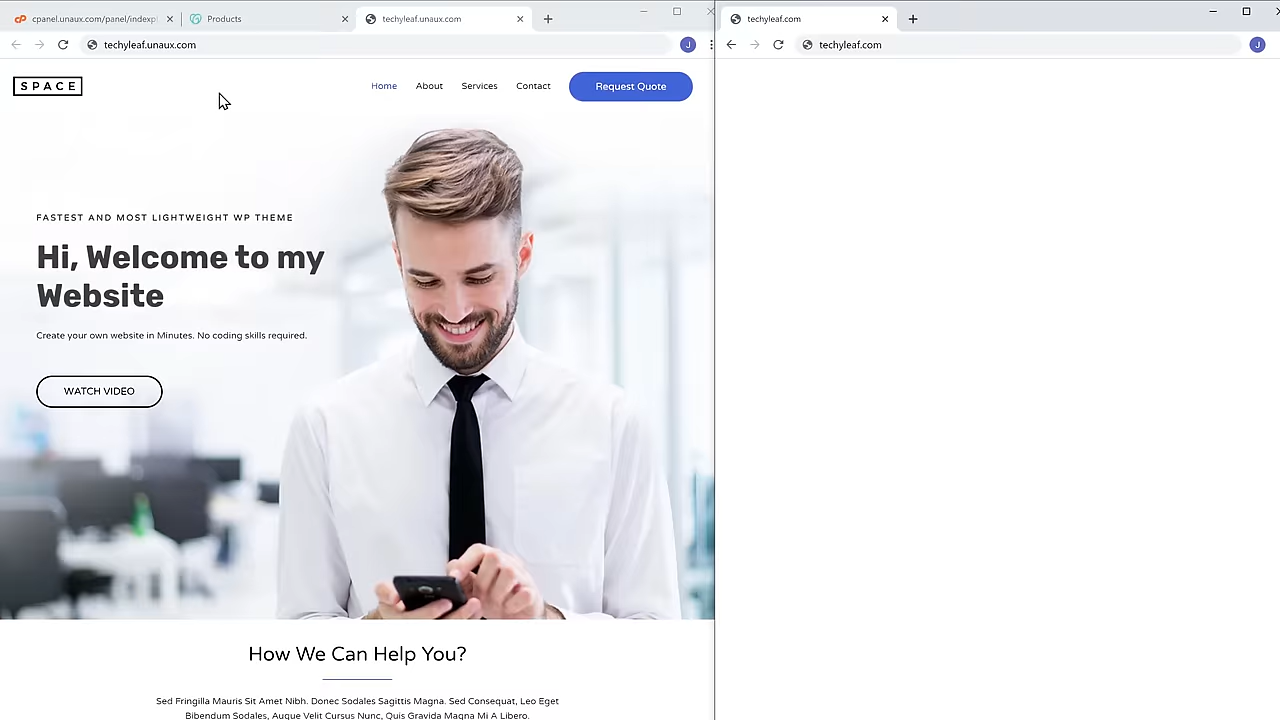 cpanel.unaux.com/panel/indexpl
Products
techyleaf.unaux.com
techyleaf.unaux.com
J
SPACE
Home
About
Services
Contact
Request Quote
FASTEST AND MOST LIGHTWEIGHT WP THEME
Hi, Welcome to my
Website
Create your own website in Minutes. No coding skills required.
WATCH VIDEO
How We Can Help You?
Sed Fringilla Mauris Sit Amet Nibh. Donec Sodales Sagittis Magna. Sed Consequat, Leo Eget
Bibendum Sodales, Augue Velit Cursus Nunc, Quis Gravida Magna Mi A Libero.
techyleaf.com
techyleaf.com
J